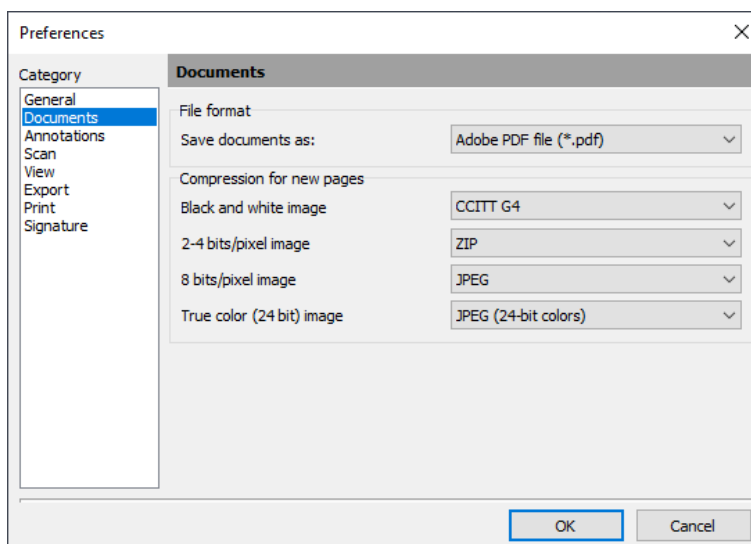 Preferences
Category
General
Documents
Annotations
Scan
View
Export
Print
Signature
Documents
File format
Save documents as: Adobe PDF file (*.pdf)
Compression for new pages
Black and white image CCITT G4
2-4 bits/pixel image ZIP
8 bits/pixel image JPEG
True color (24 bit) image JPEG (24-bit colors)
OK Cancel